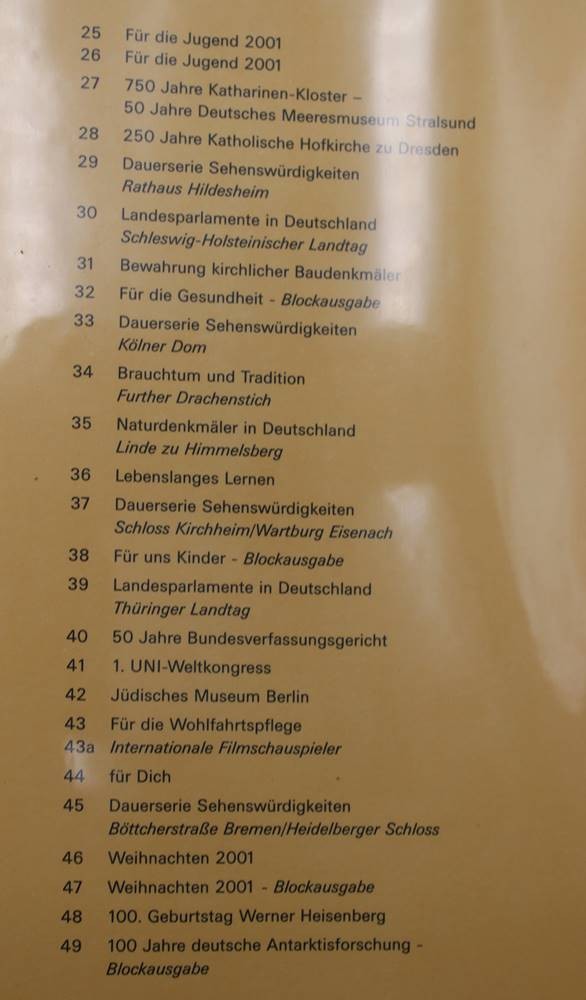 25 Für die Jugend 2001
26 Für die Jugend 2001
27 750 Jahre Katharinen-Kloster –
50 Jahre Deutsches Meeresmuseum Stralsund
28 250 Jahre Katholische Hofkirche zu Dresden
29 Dauerserie Sehenswürdigkeiten
Rathaus Hildesheim
30 Landesparlamente in Deutschland
Schleswig-Holsteinischer Landtag
31 Bewahrung kirchlicher Baudenkmäler
32 Für die Gesundheit - Blockausgabe
33 Dauerserie Sehenswürdigkeiten
Kölner Dom
34 Brauchtum und Tradition
Further Drachenstich
35 Naturdenkmäler in Deutschland
Linde zu Himmelsberg
36 Lebenslanges Lernen
37 Dauerserie Sehenswürdigkeiten
Schloss Kirchheim/Wartburg Eisenach
38 Für uns Kinder - Blockausgabe
39 Landesparlamente in Deutschland
Thüringer Landtag
40 50 Jahre Bundesverfassungsgericht
41 1. UNI-Weltkongress
42 Jüdisches Museum Berlin
43 Für die Wohlfahrtspflege
43a Internationale Filmschauspieler
44 für Dich
45 Dauerserie Sehenswürdigkeiten
Böttcherstraße Bremen/Heidelberger Schloss
46 Weihnachten 2001
47 Weihnachten 2001 - Blockausgabe
48 100. Geburtstag Werner Heisenberg
49 100 Jahre deutsche Antarktisforschung -
Blockausgabe